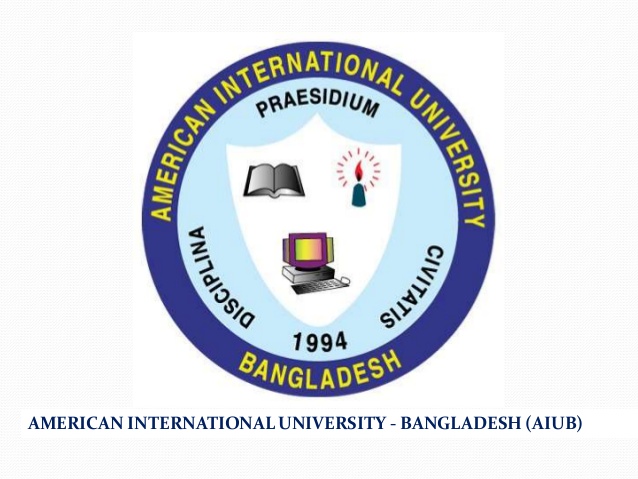 AMERICAN INTERNATIONAL UNIVERSITY
PRAESIDIUM
DISCIPLINA
CIVITATIS
1994
BANGLADESH
AMERICAN INTERNATIONAL UNIVERSITY - BANGLADESH (AIUB)